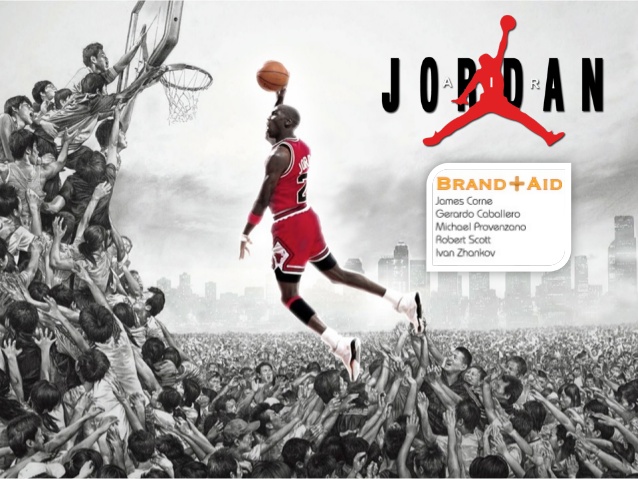 JORDAN
AIR
BRAND+AID
James Corne
Gerardo Caballero
Michael Provenzano
Robert Scott
Ivan Zhankov